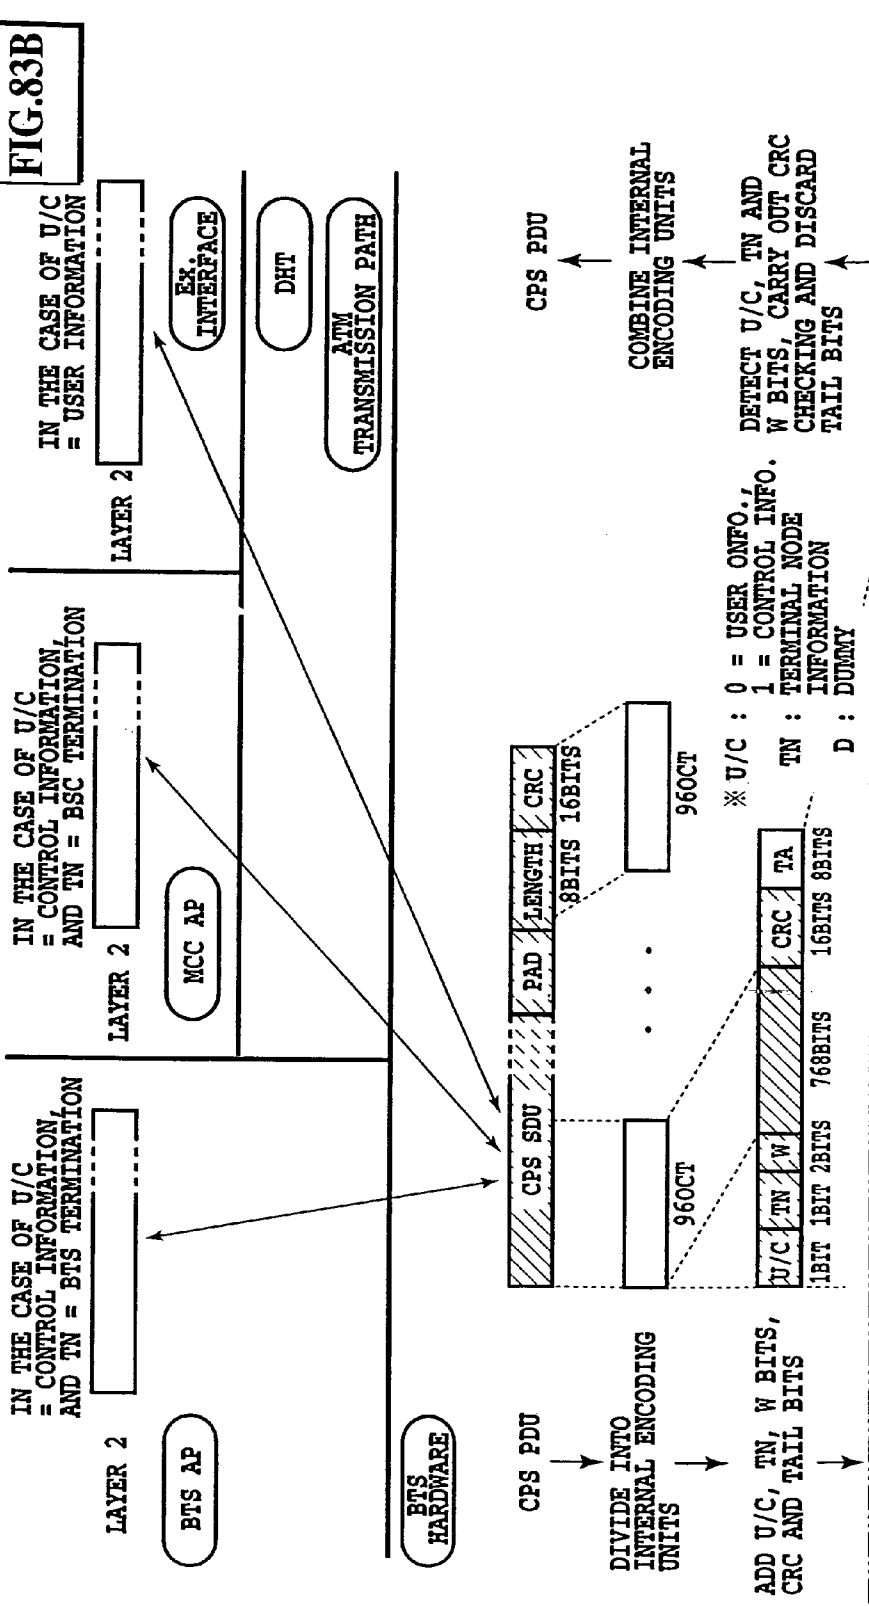 FIG.83B
IN THE CASE OF U/C
= CONTROL INFORMATION,
AND TN = BTS TERMINATION
LAYER 2
BTS AP
IN THE CASE OF U/C
= CONTROL INFORMATION,
AND TN = BSC TERMINATION
LAYER 2
MCC AP
IN THE CASE OF U/C
= USER INFORMATION
LAYER 2
EX.
INTERFACE
DHT
ATM
TRANSMISSION PATH
BTS
HARDWARE
CPS PDU
CPS SDU
PAD
LENGTH
CRC
8BITS
16BITS
CPS PDU
DIVIDE INTO
INTERNAL ENCODING
UNITS
96OCT
96OCT
COMBINE INTERNAL
ENCODING UNITS
ADD U/C, TN, W BITS,
CRC AND TAIL BITS
U/C
TN
W
CRC
TA
1BIT
1BIT
2BITS
768BITS
16BITS
8BITS
※ U/C : 0 = USER ONFO.,
1 = CONTROL INFO.
TN : TERMINAL NODE
INFORMATION
D : DUMMY
DETECT U/C, TN AND
W BITS, CARRY OUT CRC
CHECKING AND DISCARD
TAIL BITS